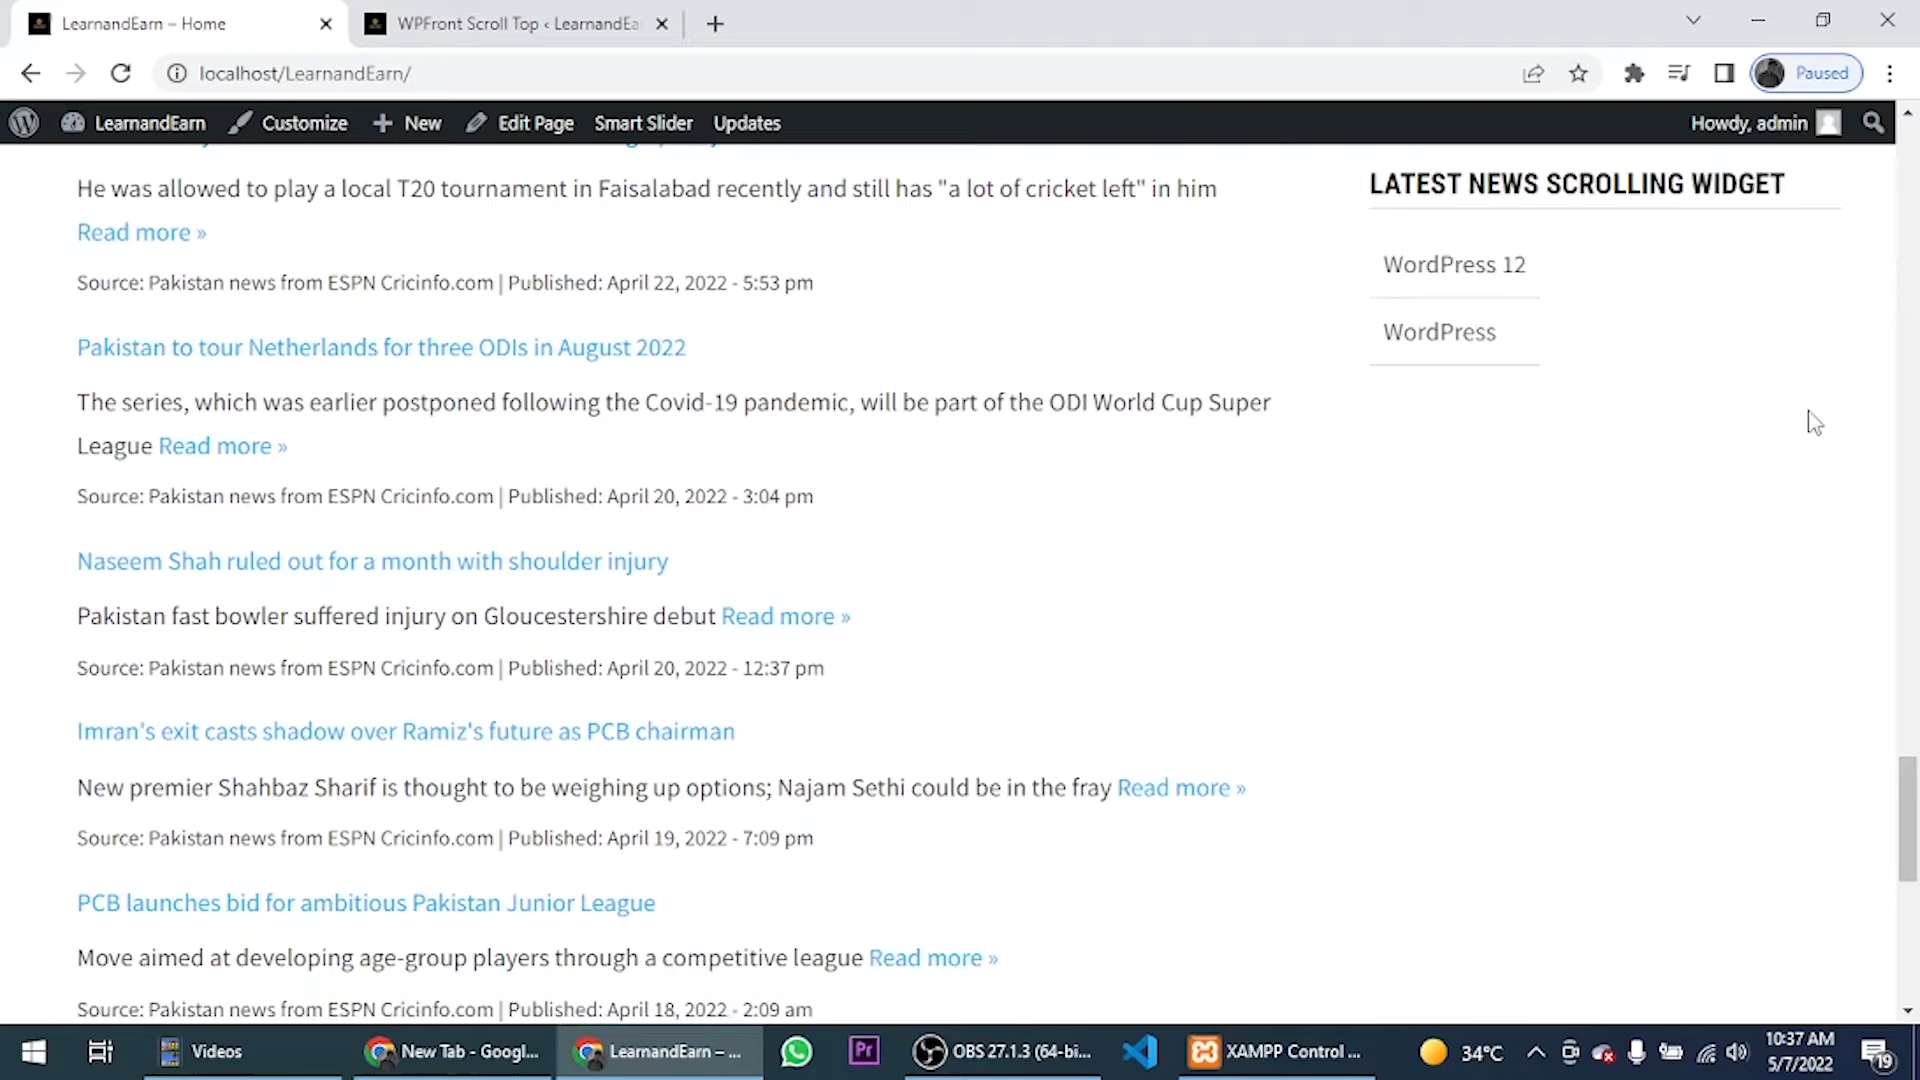 LearnandEarn – Home
WPFront Scroll Top ‹ LearnandEa
localhost/LearnandEarn/
Paused
LearnandEarn
Customize
New
Edit Page
Smart Slider
Updates
Howdy, admin
He was allowed to play a local T20 tournament in Faisalabad recently and still has "a lot of cricket left" in him
Read more »
Source: Pakistan news from ESPN Cricinfo.com | Published: April 22, 2022 - 5:53 pm
Pakistan to tour Netherlands for three ODIs in August 2022
The series, which was earlier postponed following the Covid-19 pandemic, will be part of the ODI World Cup Super
League Read more »
Source: Pakistan news from ESPN Cricinfo.com | Published: April 20, 2022 - 3:04 pm
Naseem Shah ruled out for a month with shoulder injury
Pakistan fast bowler suffered injury on Gloucestershire debut Read more »
Source: Pakistan news from ESPN Cricinfo.com | Published: April 20, 2022 - 12:37 pm
Imran's exit casts shadow over Ramiz's future as PCB chairman
New premier Shahbaz Sharif is thought to be weighing up options; Najam Sethi could be in the fray Read more »
Source: Pakistan news from ESPN Cricinfo.com | Published: April 19, 2022 - 7:09 pm
PCB launches bid for ambitious Pakistan Junior League
Move aimed at developing age-group players through a competitive league Read more »
Source: Pakistan news from ESPN Cricinfo.com | Published: April 18, 2022 - 2:09 am
LATEST NEWS SCROLLING WIDGET
WordPress 12
WordPress
Videos
New Tab - Googl...
LearnandEarn – ...
Pr
OBS 27.1.3 (64-bi...
XAMPP Control ...
34°C
10:37 AM
5/7/2022
19